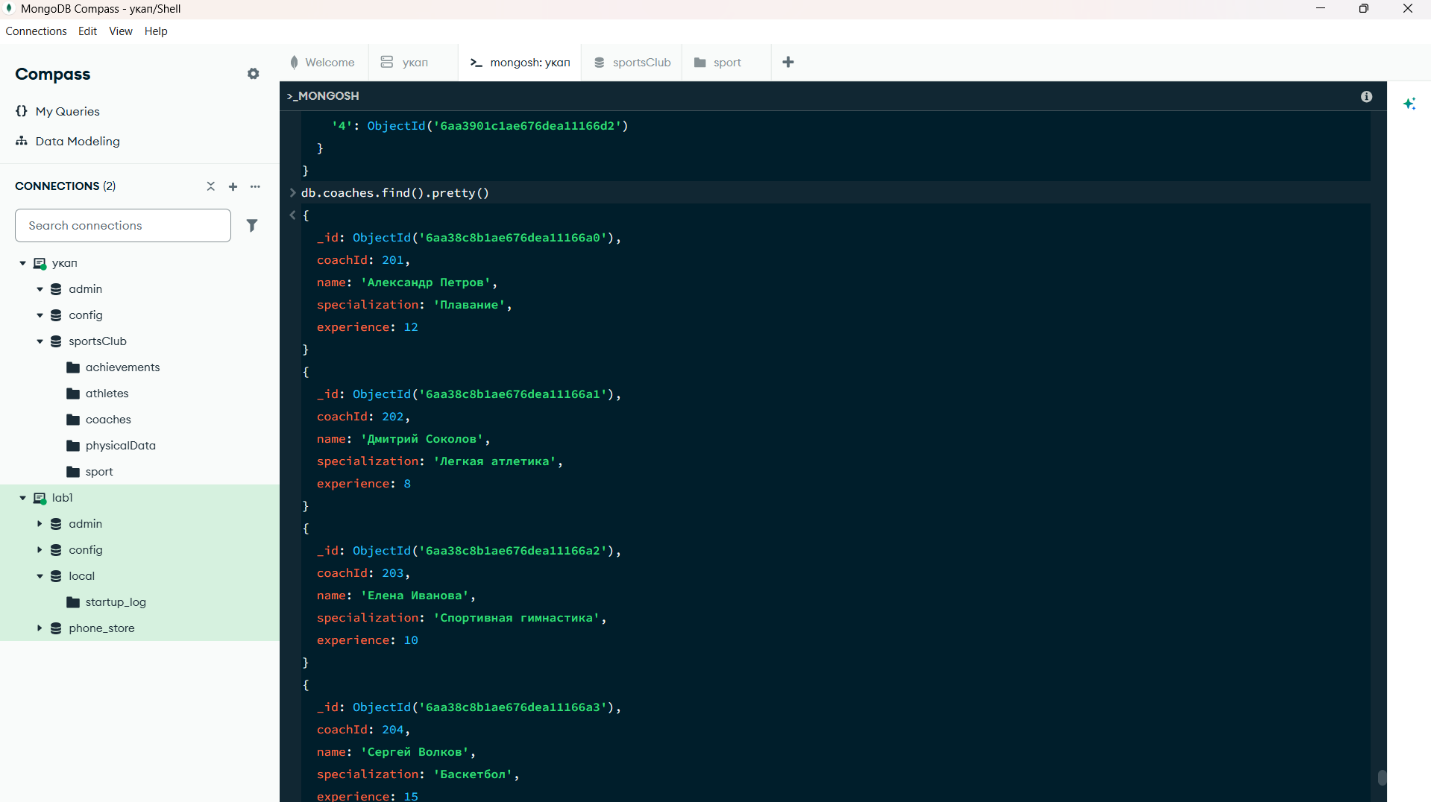 MongoDB Compass - укап/Shell
Connections Edit View Help
Compass
My Queries
Data Modeling
CONNECTIONS (2)
Search connections
укап
admin
config
sportsClub
achievements
athletes
coaches
physicalData
sport
lab1
admin
config
local
startup_log
phone_store
Welcome укап mongosh: укап sportsClub sport
>_MONGOSH
'4': ObjectId('6aa3901c1ae676dea11166d2')
}
}
db.coaches.find().pretty()
{
_id: ObjectId('6aa38c8b1ae676dea11166a0'),
coachId: 201,
name: 'Александр Петров',
specialization: 'Плавание',
experience: 12
}
{
_id: ObjectId('6aa38c8b1ae676dea11166a1'),
coachId: 202,
name: 'Дмитрий Соколов',
specialization: 'Легкая атлетика',
experience: 8
}
{
_id: ObjectId('6aa38c8b1ae676dea11166a2'),
coachId: 203,
name: 'Елена Иванова',
specialization: 'Спортивная гимнастика',
experience: 10
}
{
_id: ObjectId('6aa38c8b1ae676dea11166a3'),
coachId: 204,
name: 'Сергей Волков',
specialization: 'Баскетбол',
experience: 15